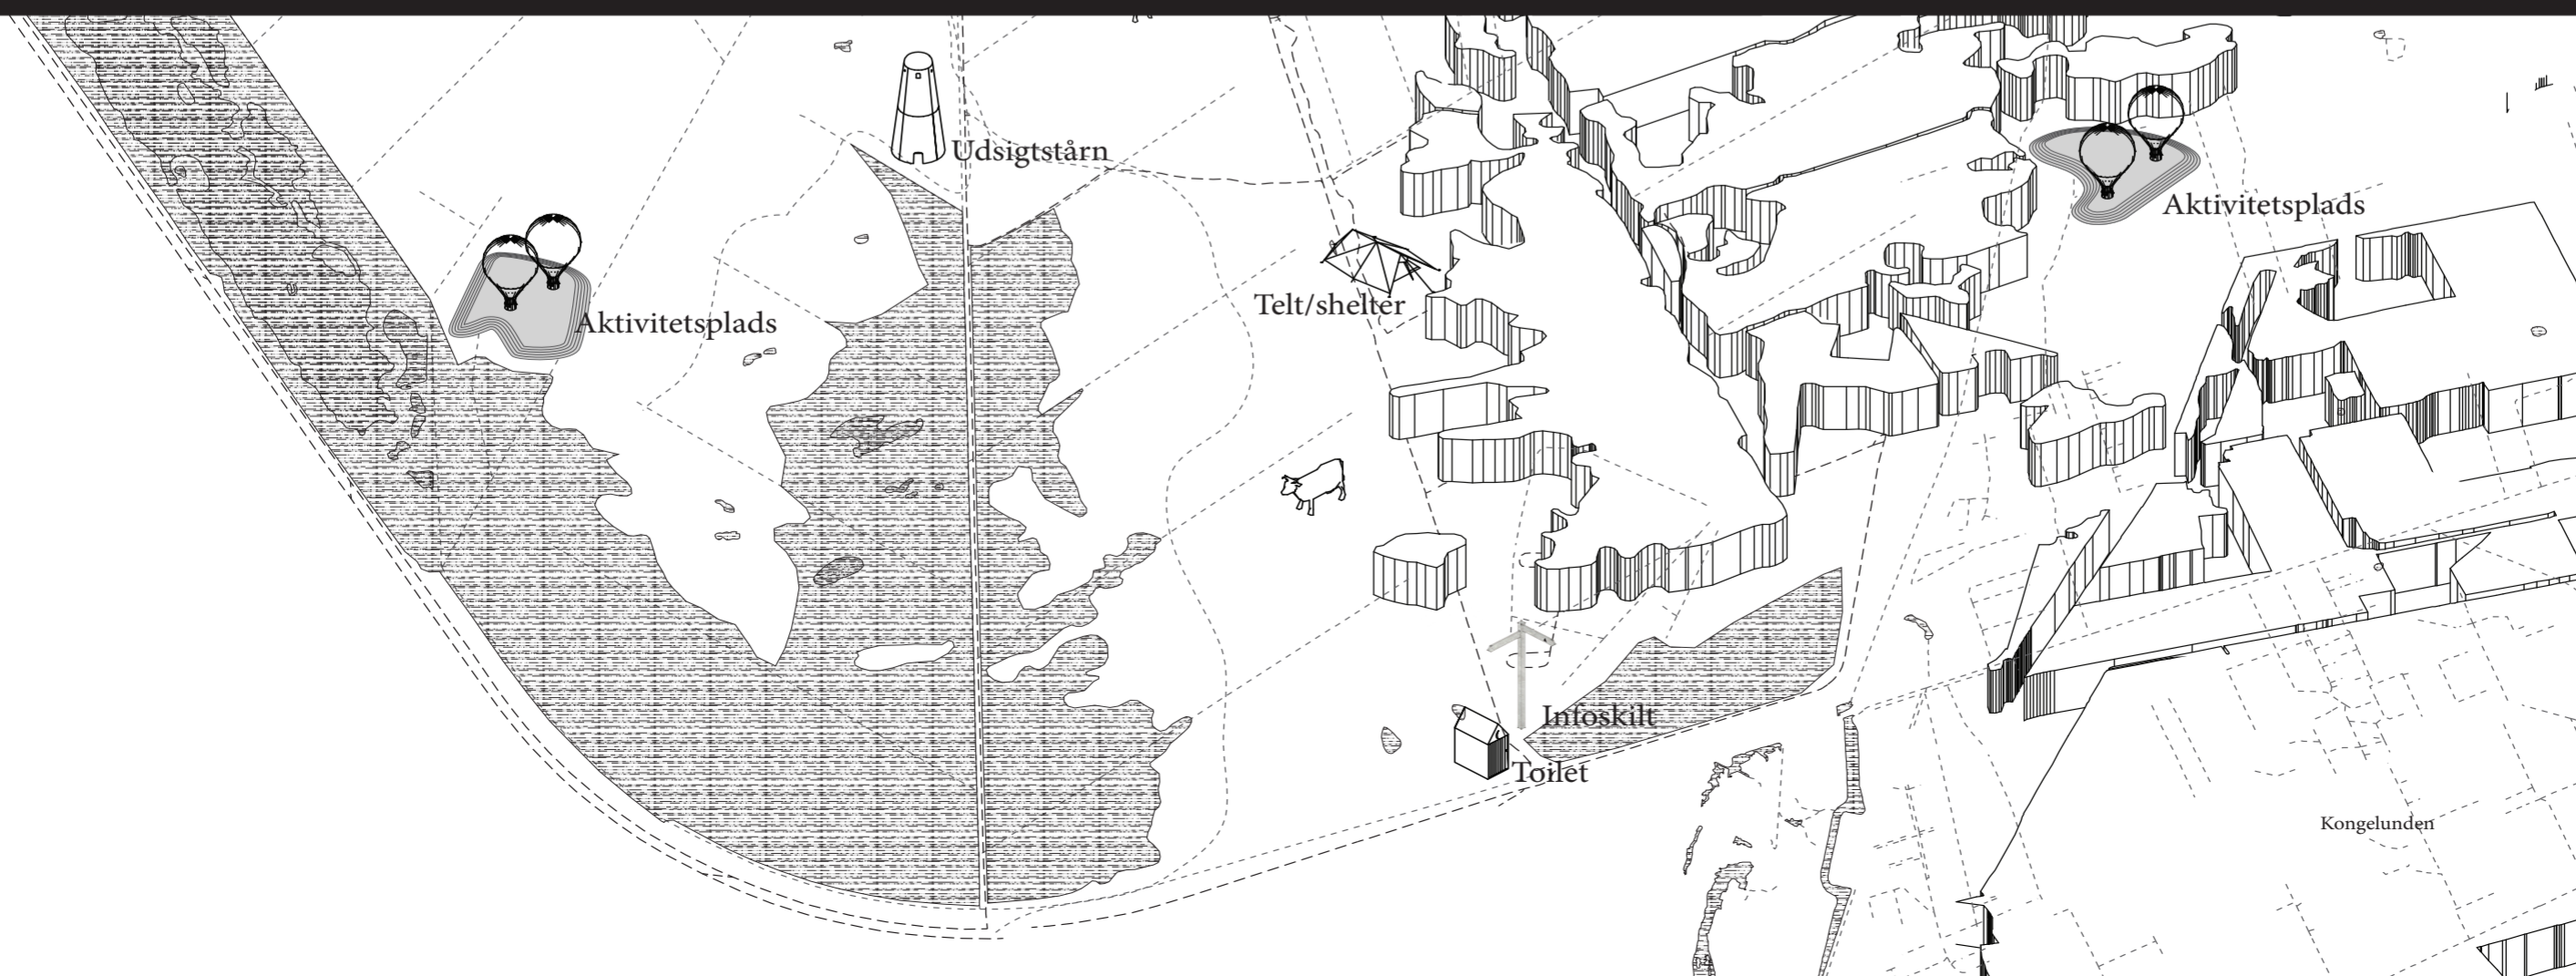 Udsigtstårn
Aktivitetsplads
Telt/shelter
Aktivitetsplads
Infoskilt
Toilet
Kongelunden